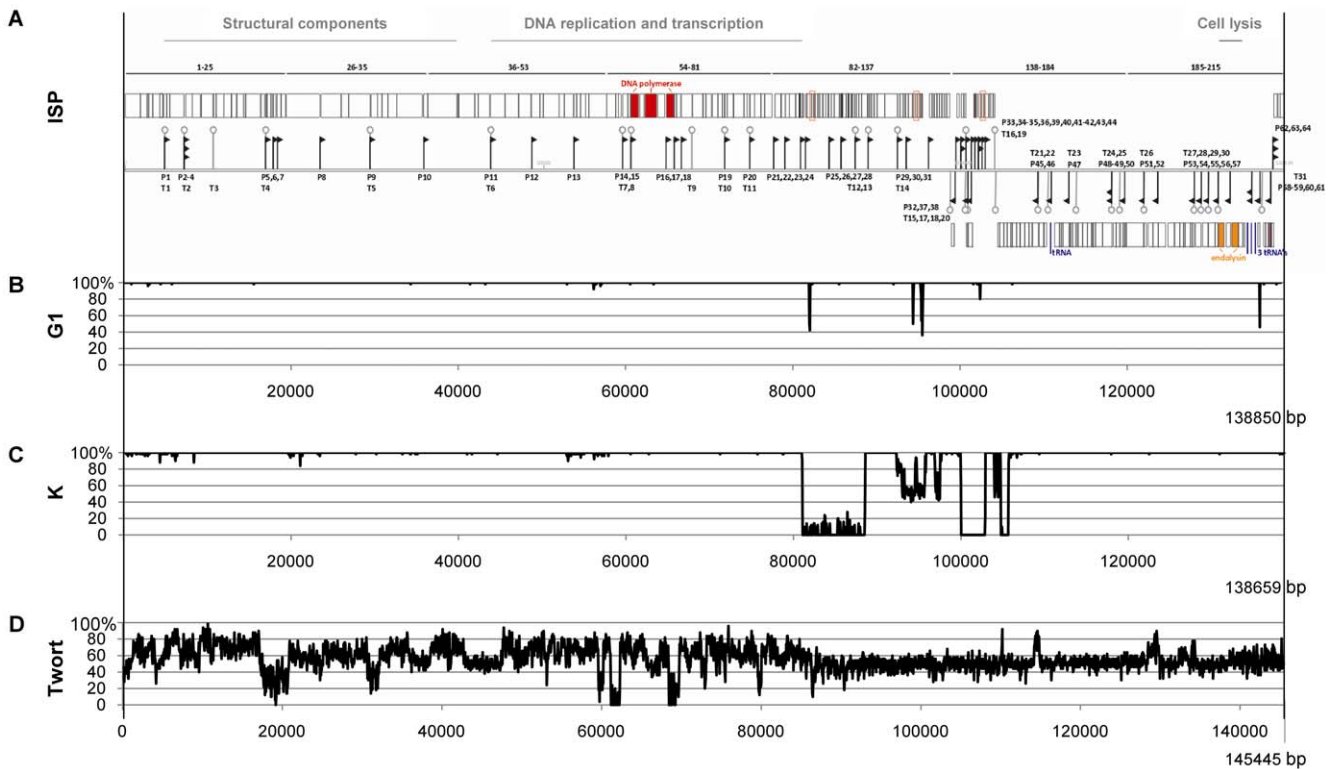 A
Structural components DNA replication and transcription Cell lysis
1-25 26-35 36-53 54-81 82-137 138-184 185-215
DNA polymerase
ISP
P33,34-35,36,39,40,41-42,43,44 P62,63,64
T16,19
T21,22 T23 T24,25 T26 T27,28,29,30
P45,46 P47 P48-49,50 P51,52 P53,54,55,56,57
P1 P2-4 P5,6,7 P8 P9 P10 P11 P12 P13 P14,15 P16,17,18 P19 P20 P21,22,23,24 P25,26,27,28 P29,30,31 T31
T1 T2 T3 T4 T5 T6 T7,8 T9 T10 T11 T12,13 T14 P58-59,60,61
P32,37,38
T15,17,18,20
tRNA endolysin 3 tRNA's
B
G1
100%
80
60
40
20
0
20000 40000 60000 80000 100000 120000
138850 bp
C
K
100%
80
60
40
20
0
20000 40000 60000 80000 100000 120000
138659 bp
D
Twort
100%
80
60
40
20
0
0 20000 40000 60000 80000 100000 120000 140000
145445 bp